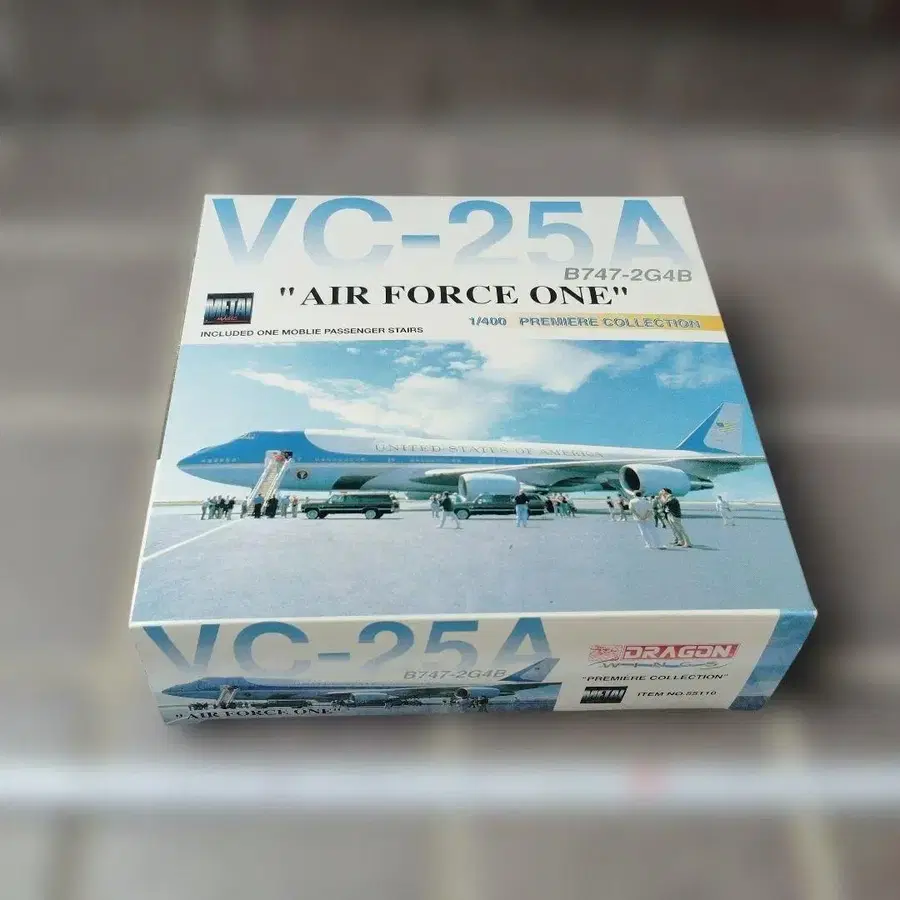 VC-25A
B747-2G4B
"AIR FORCE ONE"
METAL
1/400 PREMIERE COLLECTION
INCLUDED ONE MOBLIE PASSENGER STAIRS
UNITED STATES OF AMERICA
VC-25A
B747-2G4B
"AIR FORCE ONE"
DRAGON
WINGS
"PREMIERE COLLECTION"
METAL
ITEM NO.55110